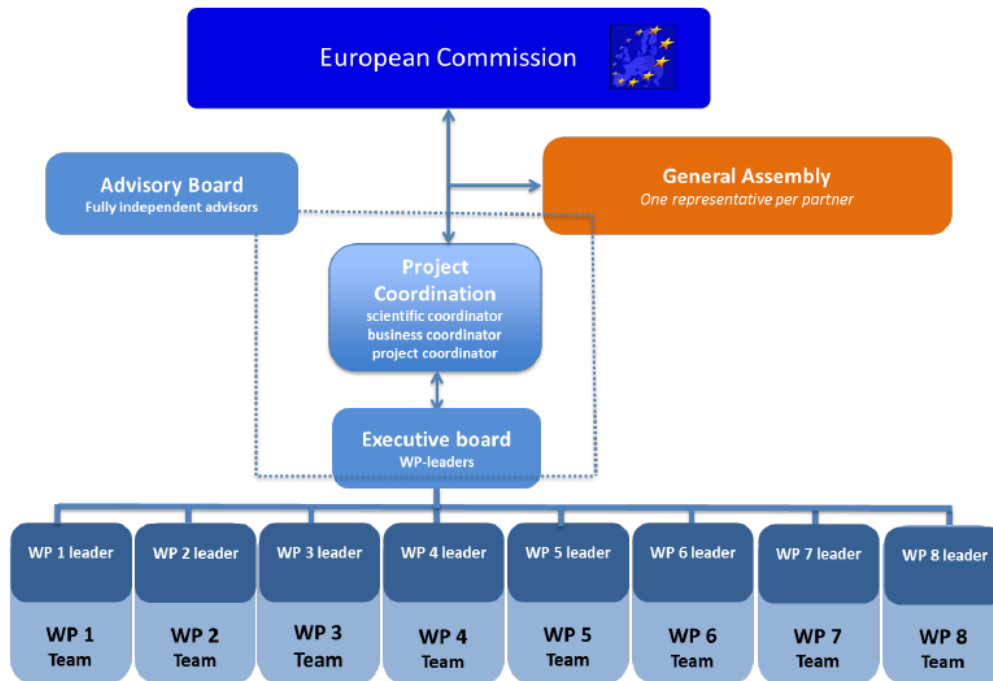 European Commission
Advisory Board
Fully independent advisors
General Assembly
One representative per partner
Project
Coordination
scientific coordinator
business coordinator
project coordinator
Executive board
WP-leaders
WP 1 leader
WP 2 leader
WP 3 leader
WP 4 leader
WP 5 leader
WP 6 leader
WP 7 leader
WP 8 leader
WP 1
Team
WP 2
Team
WP 3
Team
WP 4
Team
WP 5
Team
WP 6
Team
WP 7
Team
WP 8
Team